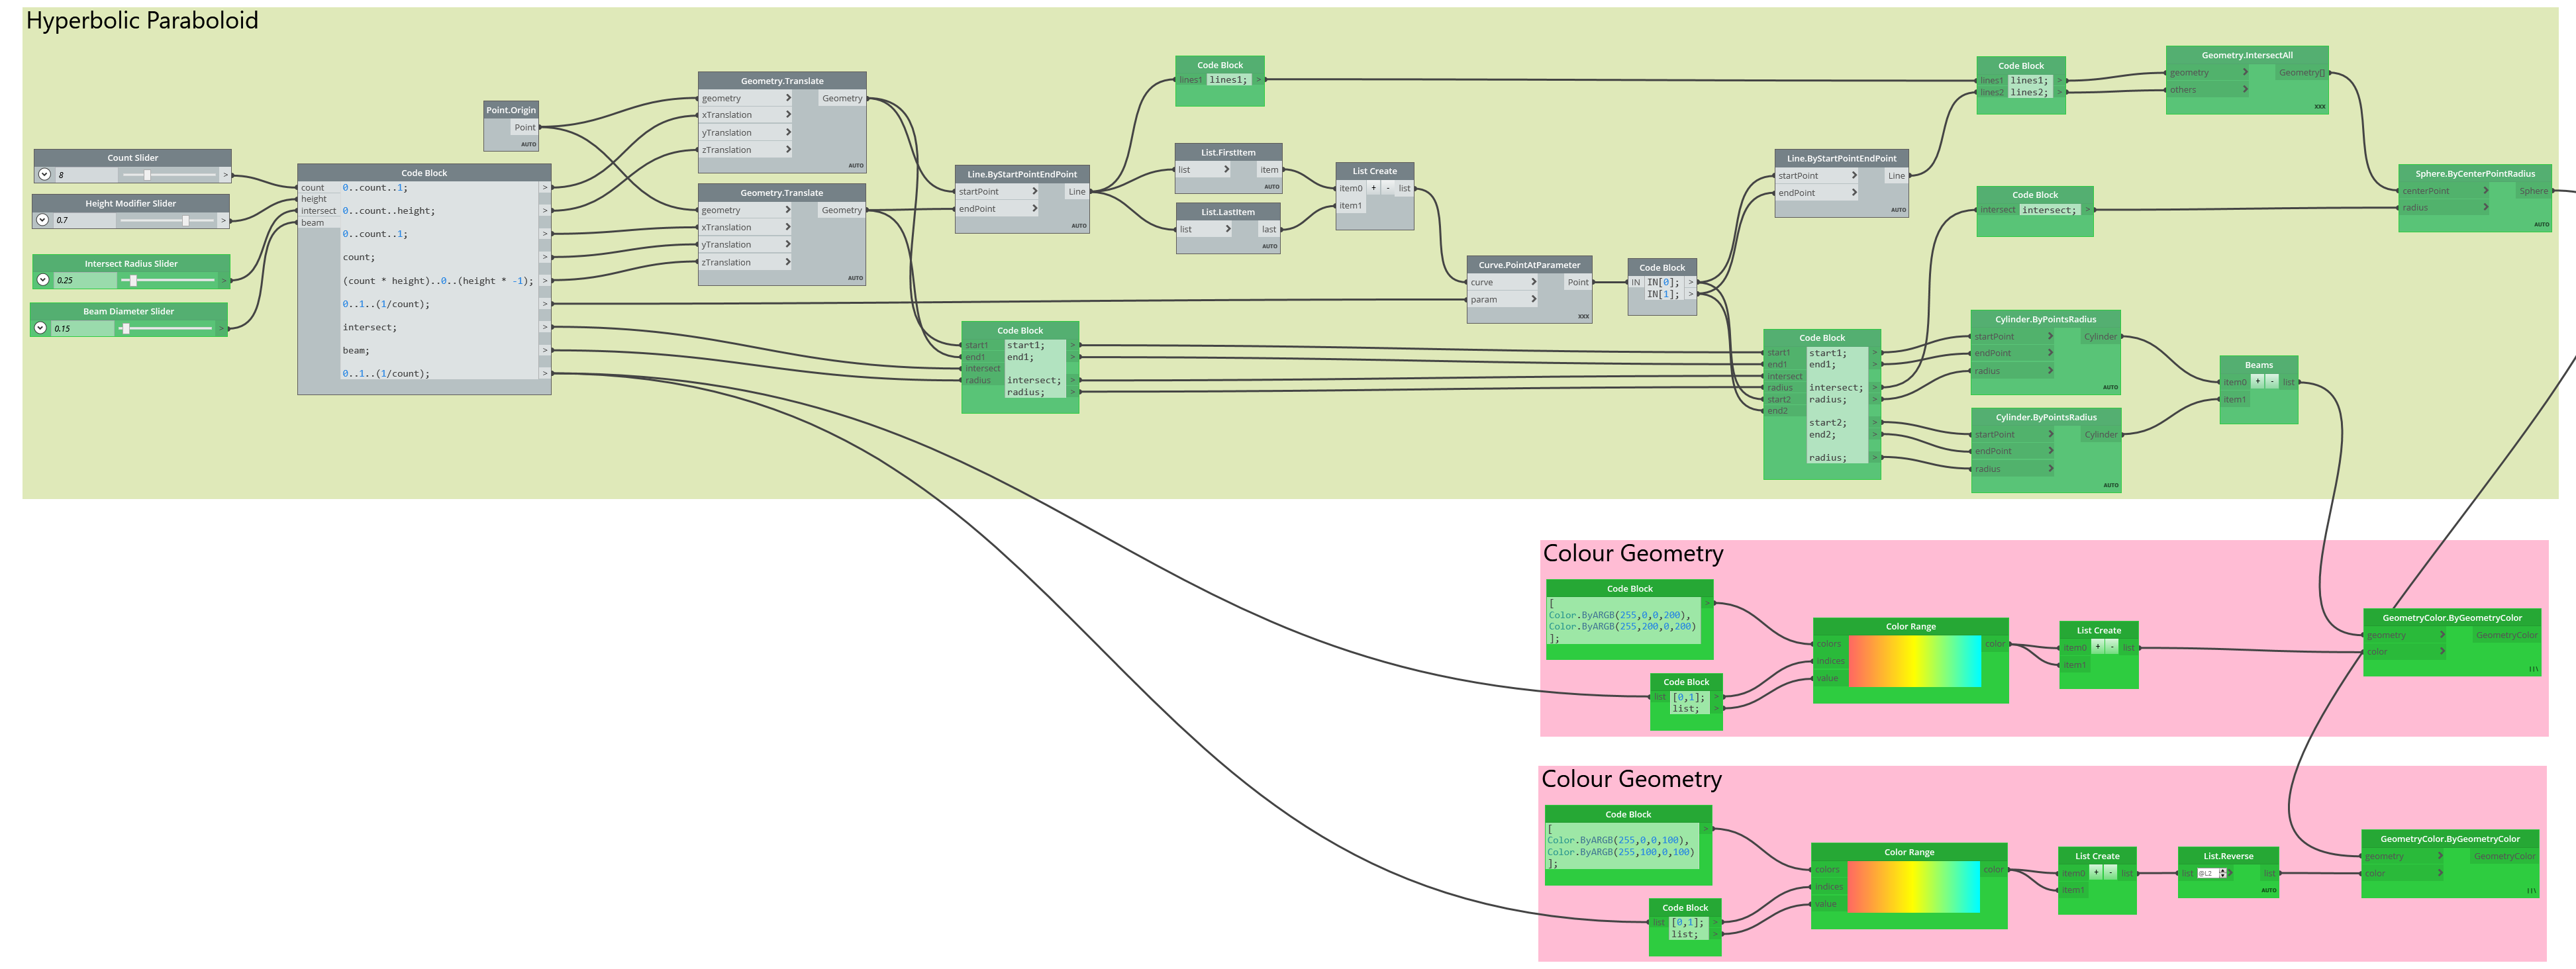 Hyperbolic Paraboloid
Count Slider
8
>
Height Modifier Slider
0.7
>
Intersect Radius Slider
0.25
>
Beam Diameter Slider
0.15
>
Code Block
count
height
intersect
beam
0..count..1;
0..count..height;
0..count..1;
count;
(count * height)..0..(height * -1);
0..1..(1/count);
intersect;
beam;
0..1..(1/count);
Point.Origin
Point
AUTO
Geometry.Translate
geometry > Geometry
xTranslation >
yTranslation >
zTranslation >
AUTO
Geometry.Translate
geometry > Geometry
xTranslation >
yTranslation >
zTranslation >
AUTO
Line.ByStartPointEndPoint
startPoint > Line
endPoint >
AUTO
Code Block
start1 start1; >
end1 end1; >
intersect
radius intersect; >
radius; >
Code Block
lines1 lines1; >
List.FirstItem
list > item
AUTO
List.LastItem
list > last
AUTO
List Create
item0 + - list
item1
Curve.PointAtParameter
curve > Point
param >
xxx
Code Block
IN IN[0]; >
IN[1]; >
Line.ByStartPointEndPoint
startPoint > Line
endPoint >
AUTO
Code Block
start1 start1; >
end1 end1; >
intersect
radius intersect; >
start2 radius; >
end2
start2; >
end2; >
radius; >
Code Block
lines1 lines1; >
lines2 lines2; >
Code Block
intersect intersect; >
Cylinder.ByPointsRadius
startPoint > Cylinder
endPoint >
radius >
AUTO
Cylinder.ByPointsRadius
startPoint > Cylinder
endPoint >
radius >
AUTO
Geometry.IntersectAll
geometry > Geometry[]
others >
xxx
Beams
item0 + - list
item1
Sphere.ByCenterPointRadius
centerPoint > Sphere
radius >
AUTO
Colour Geometry
Code Block
[
Color.ByARGB(255,0,0,200),
Color.ByARGB(255,200,0,200)
];
Code Block
list [0,1]; >
list; >
Color Range
colors color
indices
value
List Create
item0 + - list
item1
GeometryColor.ByGeometryColor
geometry > GeometryColor
color >
Colour Geometry
Code Block
[
Color.ByARGB(255,0,0,100),
Color.ByARGB(255,100,0,100)
];
Code Block
list [0,1]; >
list; >
Color Range
colors color
indices
value
List Create
item0 + - list
item1
List.Reverse
list @L2 > list
AUTO
GeometryColor.ByGeometryColor
geometry > GeometryColor
color >